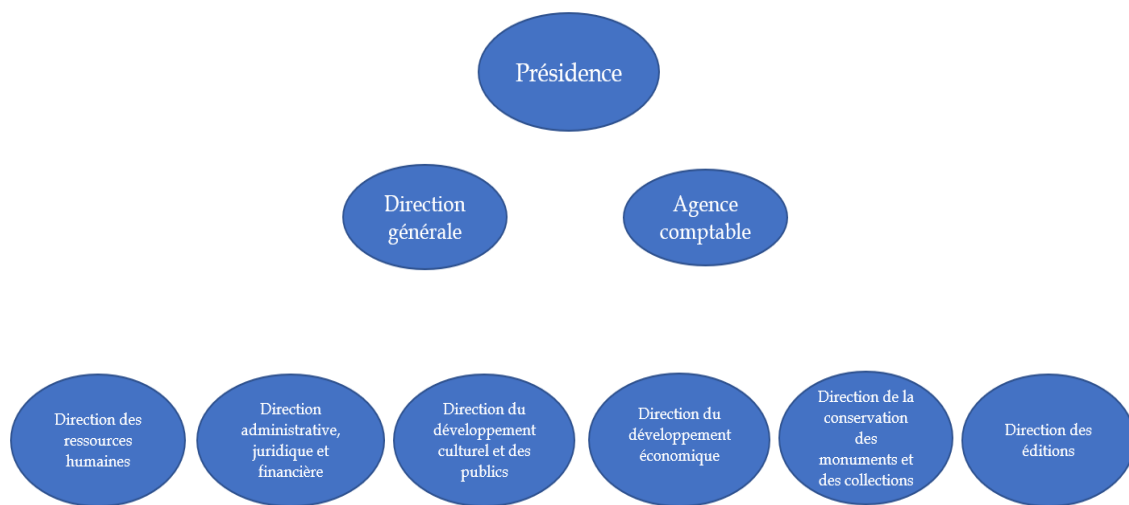 Présidence
Direction
générale
Agence
comptable
Direction des
ressources
humaines
Direction
administrative,
juridique et
financière
Direction du
développement
culturel et des
publics
Direction du
développement
économique
Direction de la
conservation
des
monuments et
des collections
Direction des
éditions